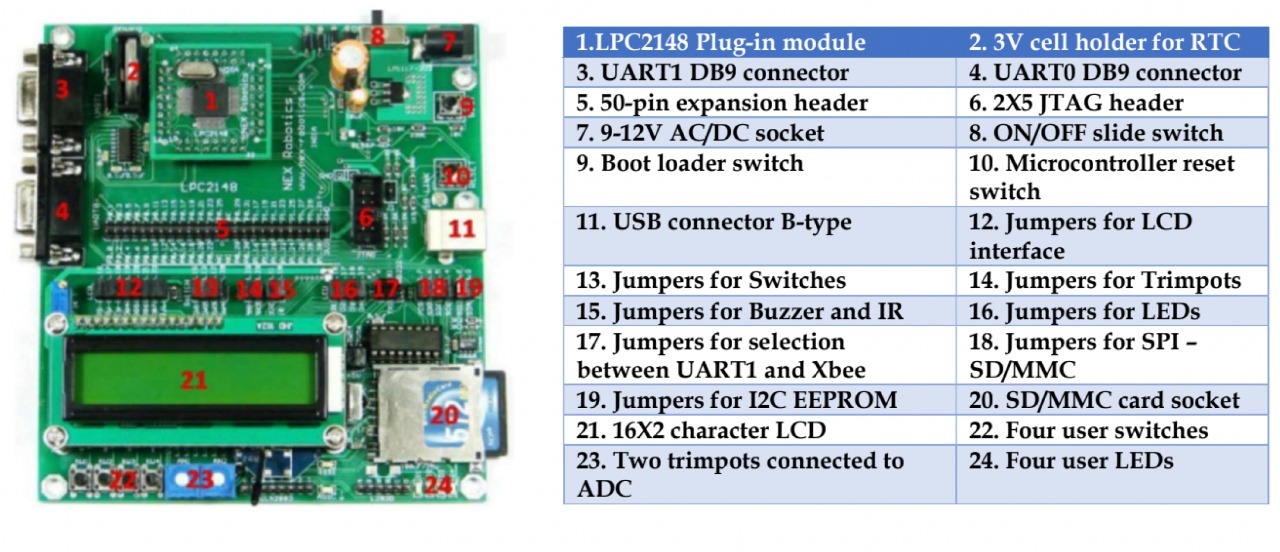 1
2
3
4
5
6
7
8
9
10
11
12
13
14
15
16
17
18
19
20
21
22
23
24
LPC2148
NEX Robotics
LPC2148
JHD 162A
1.LPC2148 Plug-in module
2. 3V cell holder for RTC
3. UART1 DB9 connector
4. UART0 DB9 connector
5. 50-pin expansion header
6. 2X5 JTAG header
7. 9-12V AC/DC socket
8. ON/OFF slide switch
9. Boot loader switch
10. Microcontroller reset
switch
11. USB connector B-type
12. Jumpers for LCD
interface
13. Jumpers for Switches
14. Jumpers for Trimpots
15. Jumpers for Buzzer and IR
16. Jumpers for LEDs
17. Jumpers for selection
between UART1 and Xbee
18. Jumpers for SPI –
SD/MMC
19. Jumpers for I2C EEPROM
20. SD/MMC card socket
21. 16X2 character LCD
22. Four user switches
23. Two trimpots connected to
ADC
24. Four user LEDs